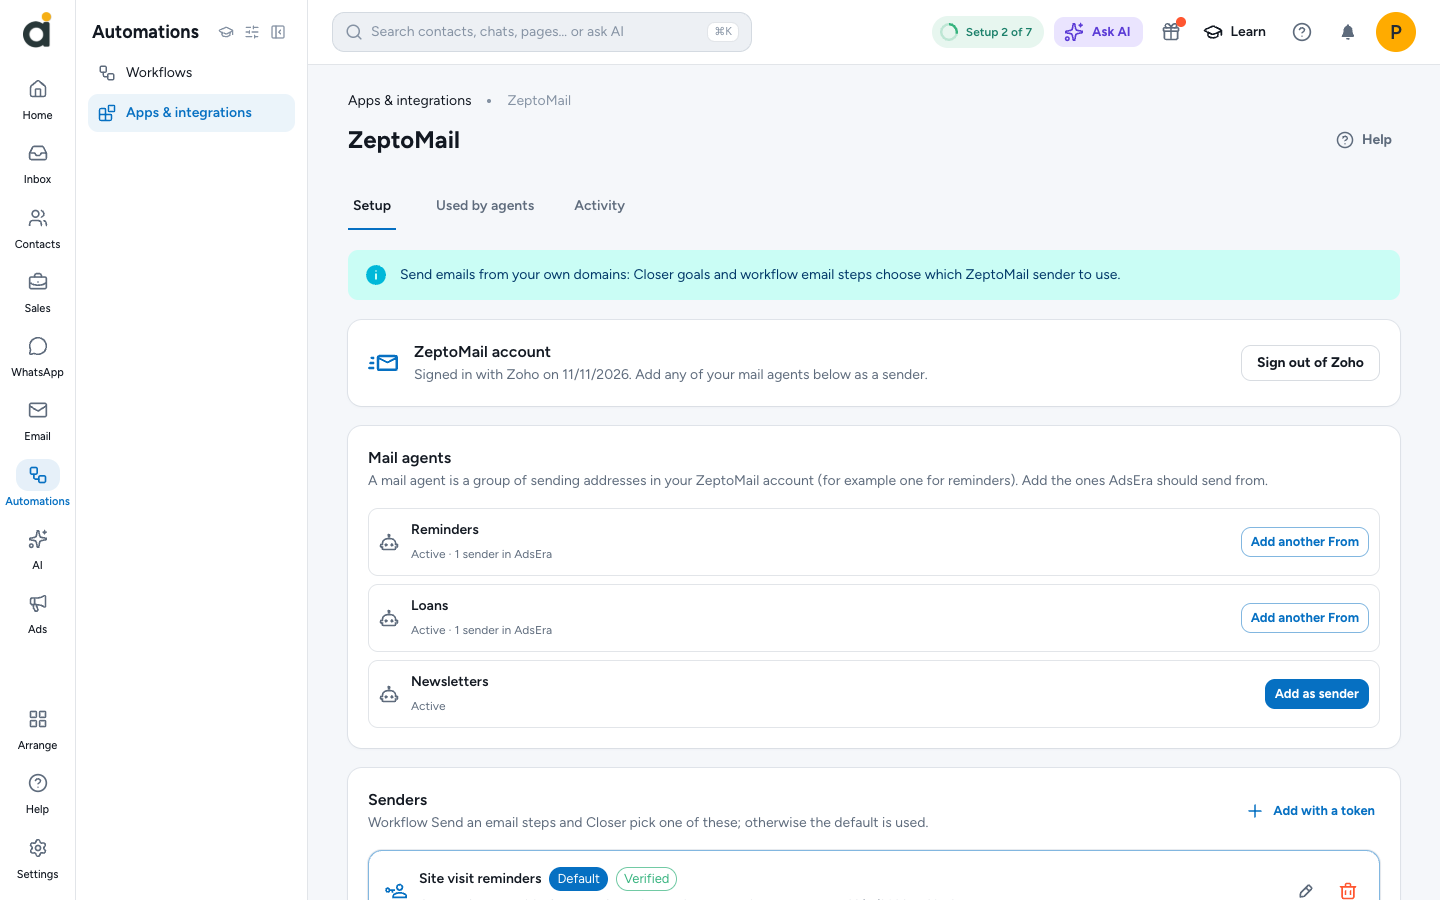 Automations
Search contacts, chats, pages... or ask AI
⌘K
Setup 2 of 7
Ask AI
Learn
P
Home
Inbox
Contacts
Sales
WhatsApp
Email
Automations
AI
Ads
Arrange
Help
Settings
Workflows
Apps & integrations
Apps & integrations • ZeptoMail
ZeptoMail
Help
Setup
Used by agents
Activity
Send emails from your own domains: Closer goals and workflow email steps choose which ZeptoMail sender to use.
ZeptoMail account
Signed in with Zoho on 11/11/2026. Add any of your mail agents below as a sender.
Sign out of Zoho
Mail agents
A mail agent is a group of sending addresses in your ZeptoMail account (for example one for reminders). Add the ones AdsEra should send from.
Reminders
Active · 1 sender in AdsEra
Add another From
Loans
Active · 1 sender in AdsEra
Add another From
Newsletters
Active
Add as sender
Senders
Workflow Send an email steps and Closer pick one of these; otherwise the default is used.
Add with a token
Site visit reminders
Default
Verified